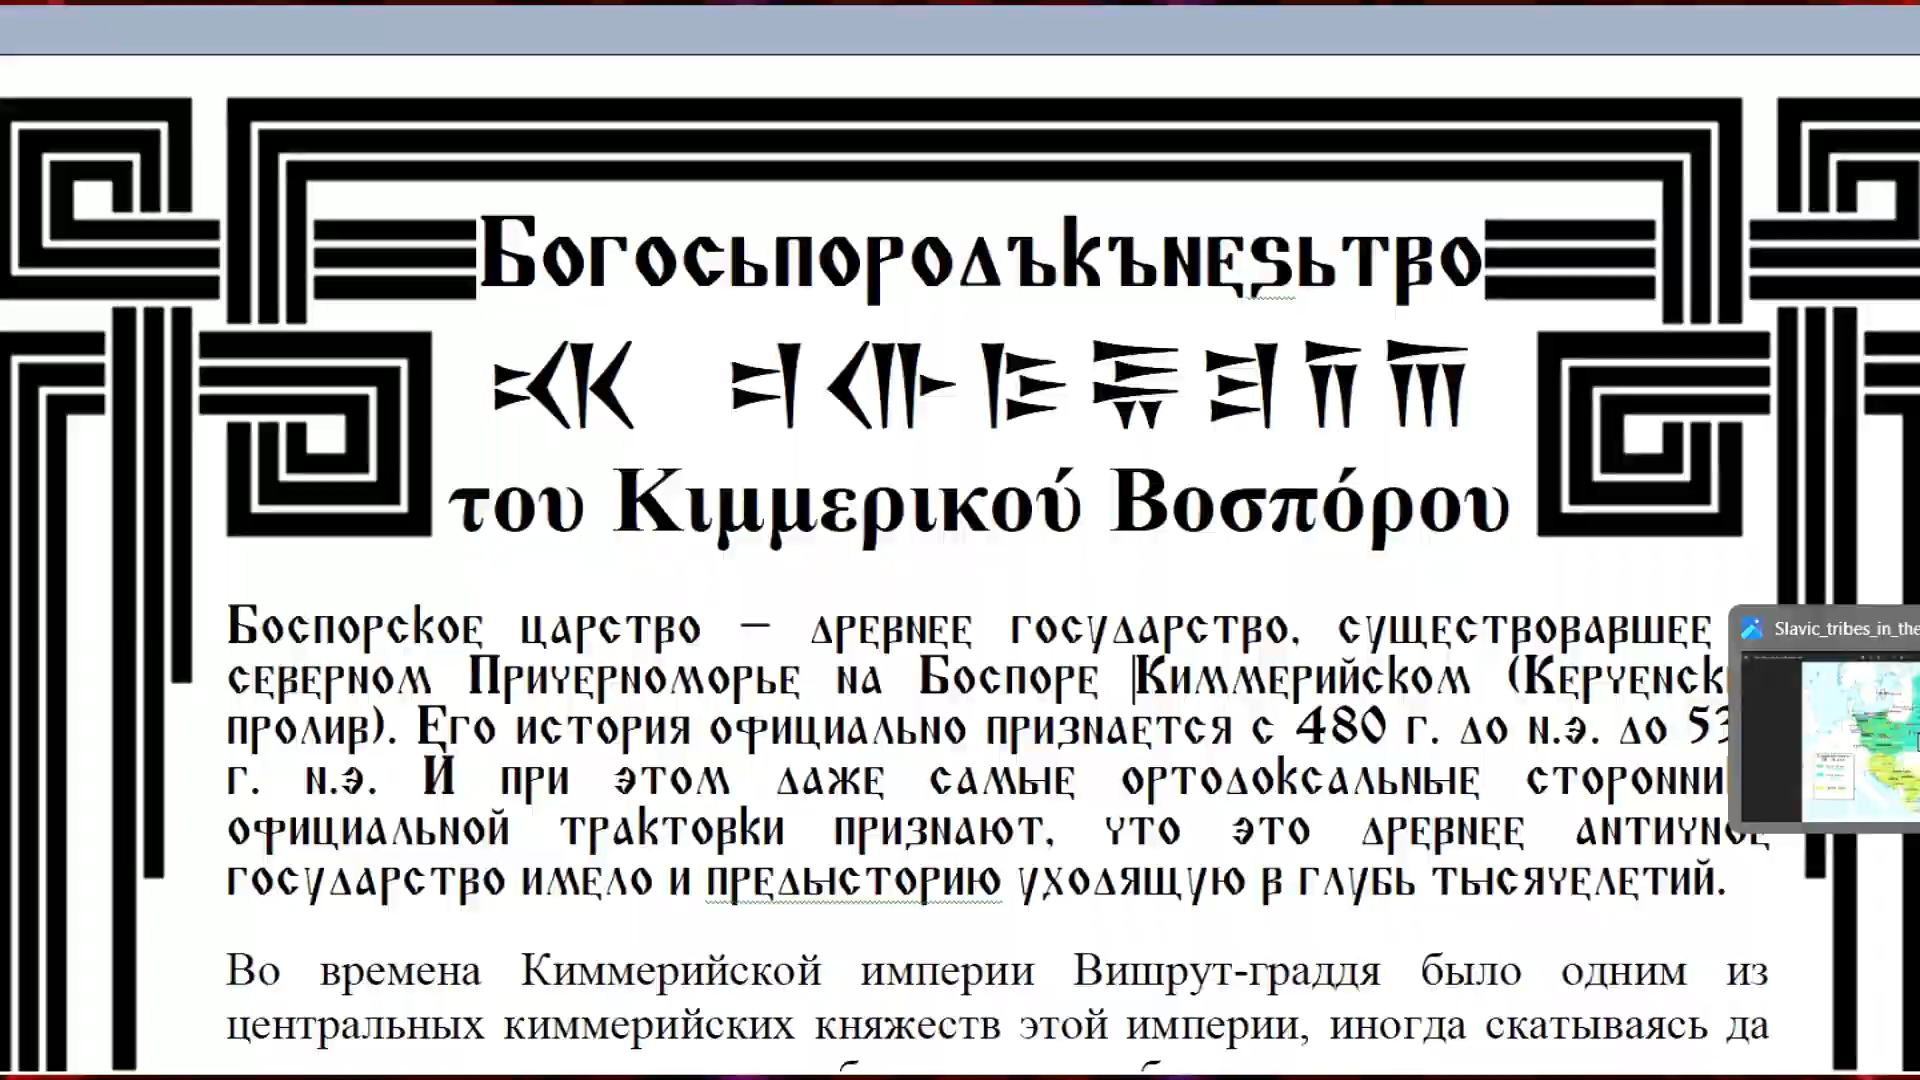 Богосьпородъкънеѕьтво
του Κιμμερικού Βοσπόρου
Боспорское царство – древнее государство, существовавшее
северном Причерноморье на Боспоре Киммерийском
пролив). Его история официально признается с 480 г. до н.э. до
г. н.э. И при этом даже самые ортодоксальные
официальной трактовки признают, что это древнее античное
государство имело и предысторию уходящую в глубь тысячелетий.
Во времена Киммерийской империи Вишрут-граддя было одним из
центральных киммерийских княжеств этой империи, иногда скатываясь да
Slavic_tribes_in_the